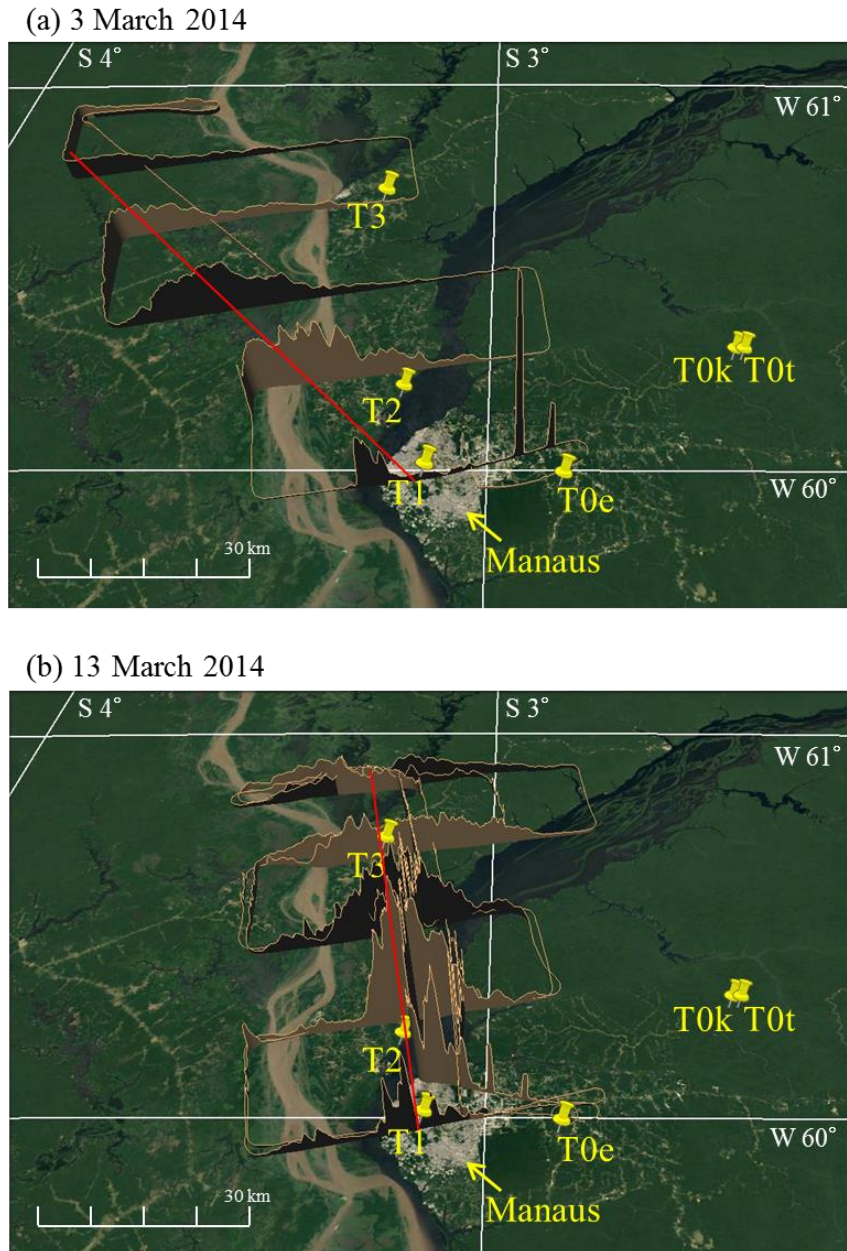 (a) 3 March 2014
S 4°
S 3°
W 61°
T3
T0k T0t
T2
T1
T0e
W 60°
30 km
Manaus
(b) 13 March 2014
S 4°
S 3°
W 61°
T3
T0k T0t
T2
T1
T0e
W 60°
30 km
Manaus